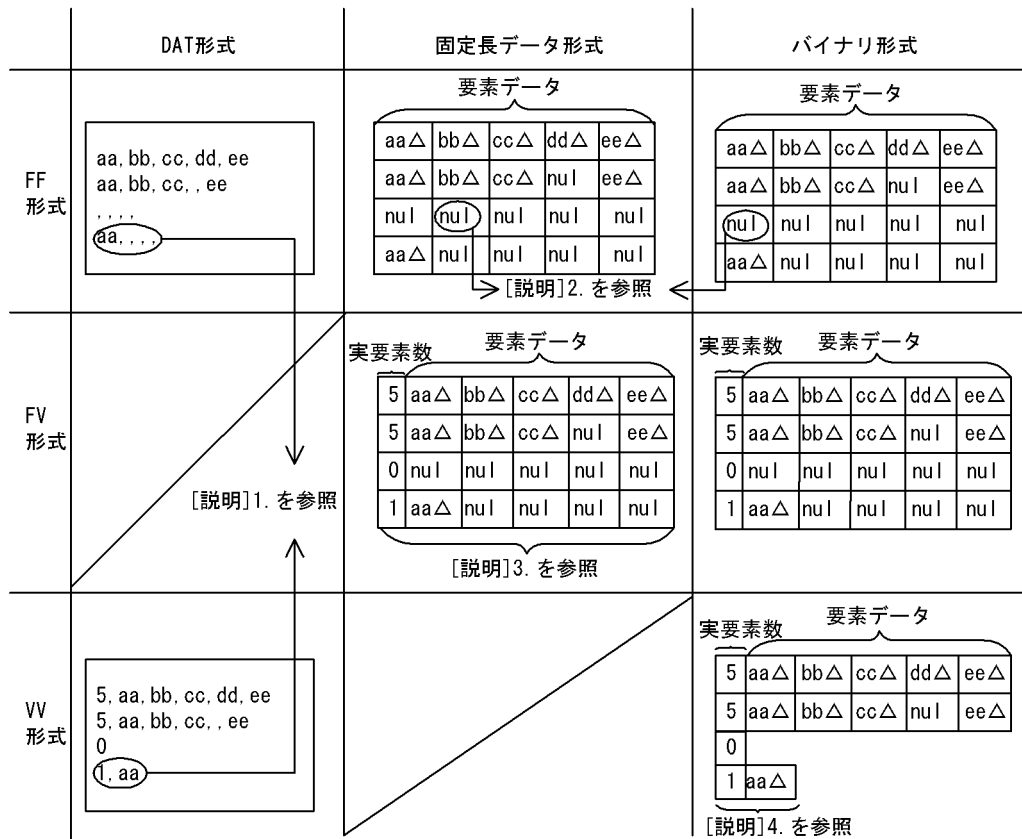 DAT形式 固定長データ形式 バイナリ形式
FF
形式
aa,bb,cc,dd,ee
aa,bb,cc,,ee
,,,,
aa,,,,
要素データ
aa△ bb△ cc△ dd△ ee△
aa△ bb△ cc△ nul ee△
nul nul nul nul nul
aa△ nul nul nul nul
要素データ
aa△ bb△ cc△ dd△ ee△
aa△ bb△ cc△ nul ee△
nul nul nul nul nul
aa△ nul nul nul nul
[説明]2.を参照
FV
形式
[説明]1.を参照
実要素数 要素データ
5 aa△ bb△ cc△ dd△ ee△
5 aa△ bb△ cc△ nul ee△
0 nul nul nul nul nul
1 aa△ nul nul nul nul
[説明]3.を参照
実要素数 要素データ
5 aa△ bb△ cc△ dd△ ee△
5 aa△ bb△ cc△ nul ee△
0 nul nul nul nul nul
1 aa△ nul nul nul nul
VV
形式
5,aa,bb,cc,dd,ee
5,aa,bb,cc,,ee
0
1,aa
実要素数 要素データ
5 aa△ bb△ cc△ dd△ ee△
5 aa△ bb△ cc△ nul ee△
0
1 aa△
[説明]4.を参照